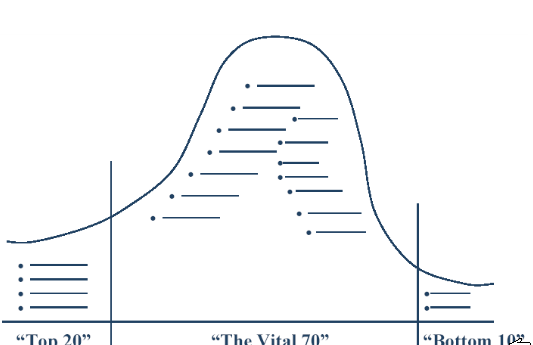 “Top 20” “The Vital 70” “Bottom 10”